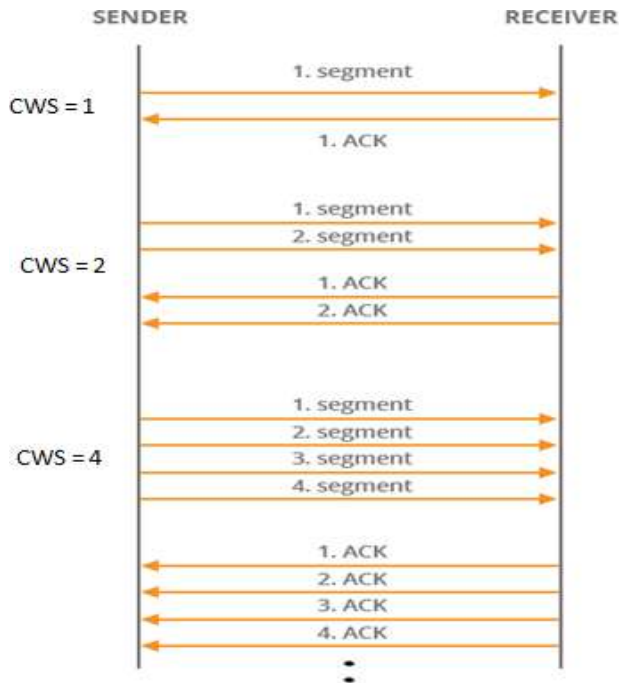 SENDER RECEIVER
1. segment
CWS = 1
1. ACK
1. segment
2. segment
CWS = 2
1. ACK
2. ACK
1. segment
2. segment
CWS = 4
3. segment
4. segment
1. ACK
2. ACK
3. ACK
4. ACK